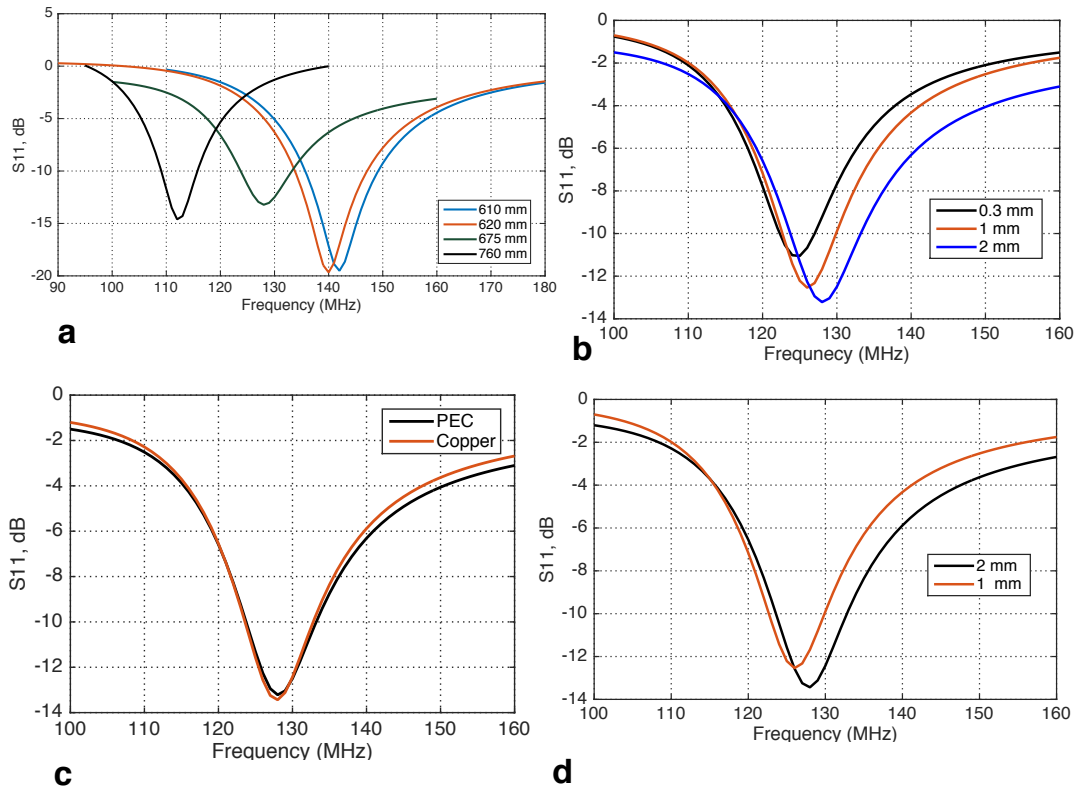 5
0
-5
-10
-15
-20
S11, dB
90 100 110 120 130 140 150 160 170 180
Frequency (MHz)
610 mm
620 mm
675 mm
760 mm
a
0
-2
-4
-6
-8
-10
-12
-14
S11, dB
100 110 120 130 140 150 160
Frequnecy (MHz)
0.3 mm
1 mm
2 mm
b
0
-2
-4
-6
-8
-10
-12
-14
S11, dB
100 110 120 130 140 150 160
Frequency (MHz)
PEC
Copper
c
0
-2
-4
-6
-8
-10
-12
-14
S11, dB
100 110 120 130 140 150 160
Frequency (MHz)
2 mm
1 mm
d